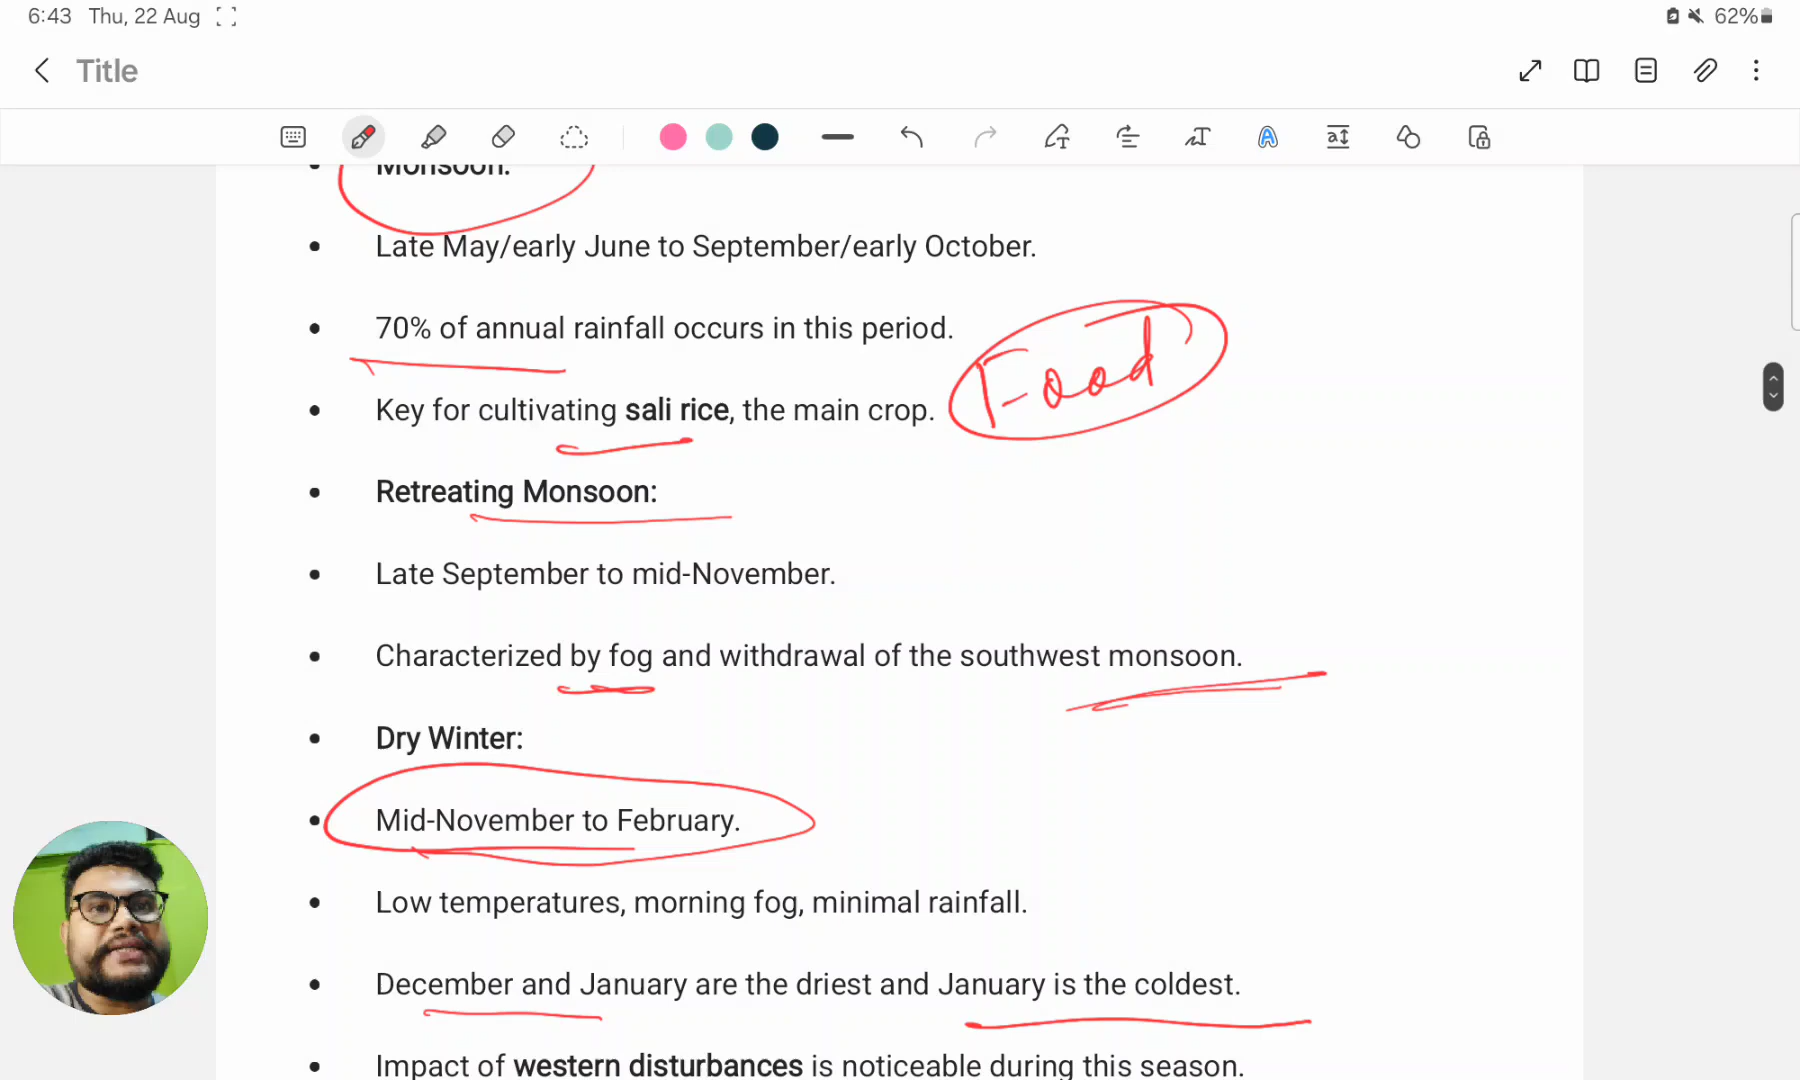 6:43 Thu, 22 Aug 62%
Title
Monsoon:
Late May/early June to September/early October.
70% of annual rainfall occurs in this period.
Food
Key for cultivating sali rice, the main crop.
Retreating Monsoon:
Late September to mid-November.
Characterized by fog and withdrawal of the southwest monsoon.
Dry Winter:
Mid-November to February.
Low temperatures, morning fog, minimal rainfall.
December and January are the driest and January is the coldest.
Impact of western disturbances is noticeable during this season.